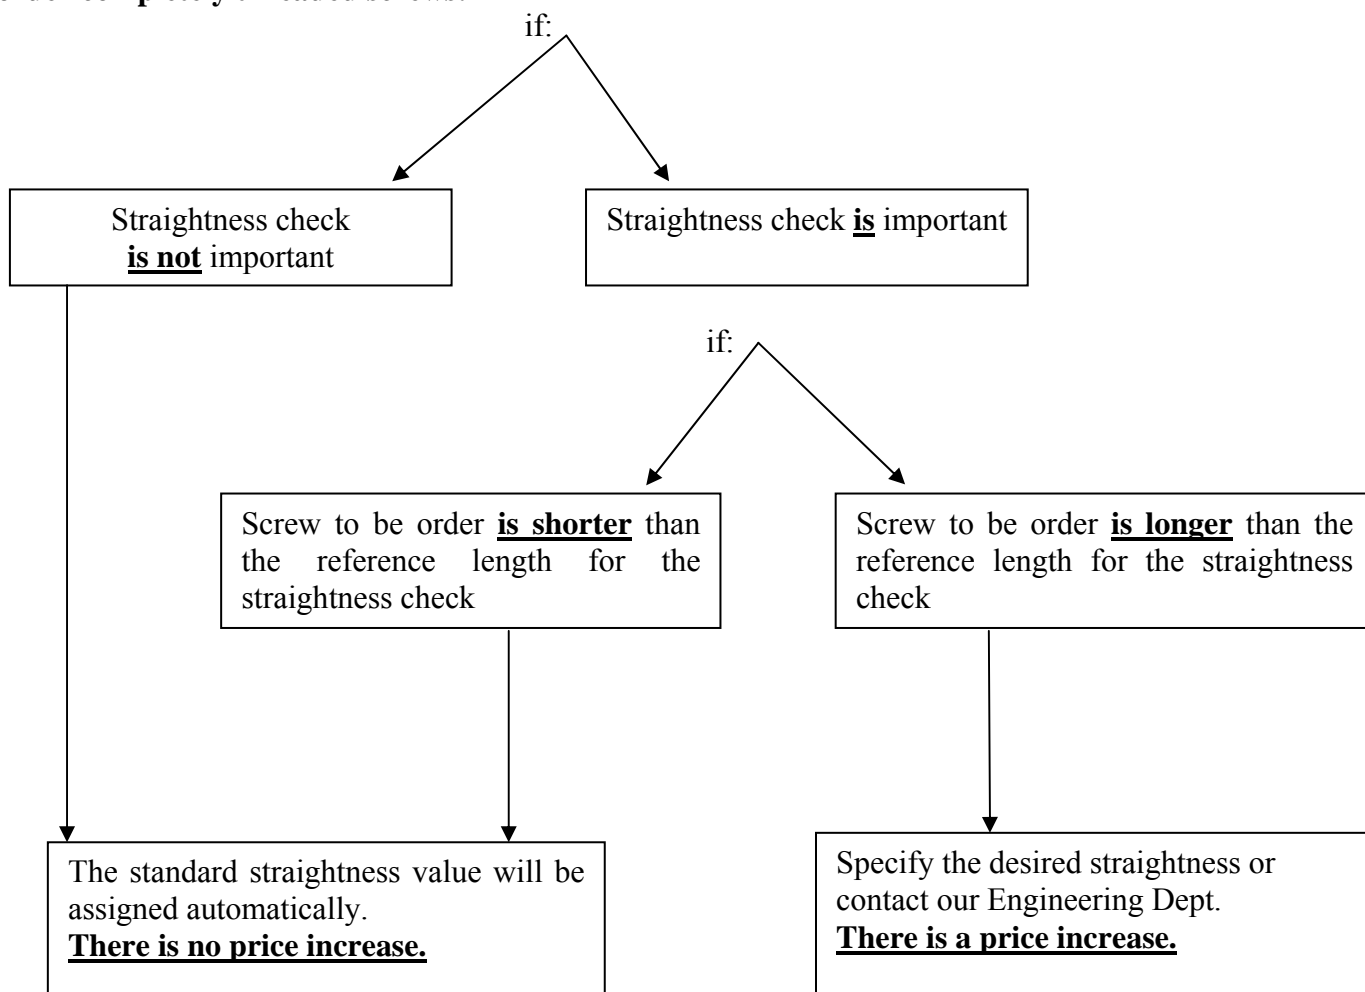 completely threaded screws.
if:
Straightness check
is not important
Straightness check is important
if:
Screw to be order is shorter than
the reference length for the
straightness check
Screw to be order is longer than the
reference length for the straightness
check
The standard straightness value will be
assigned automatically.
There is no price increase.
Specify the desired straightness or
contact our Engineering Dept.
There is a price increase.